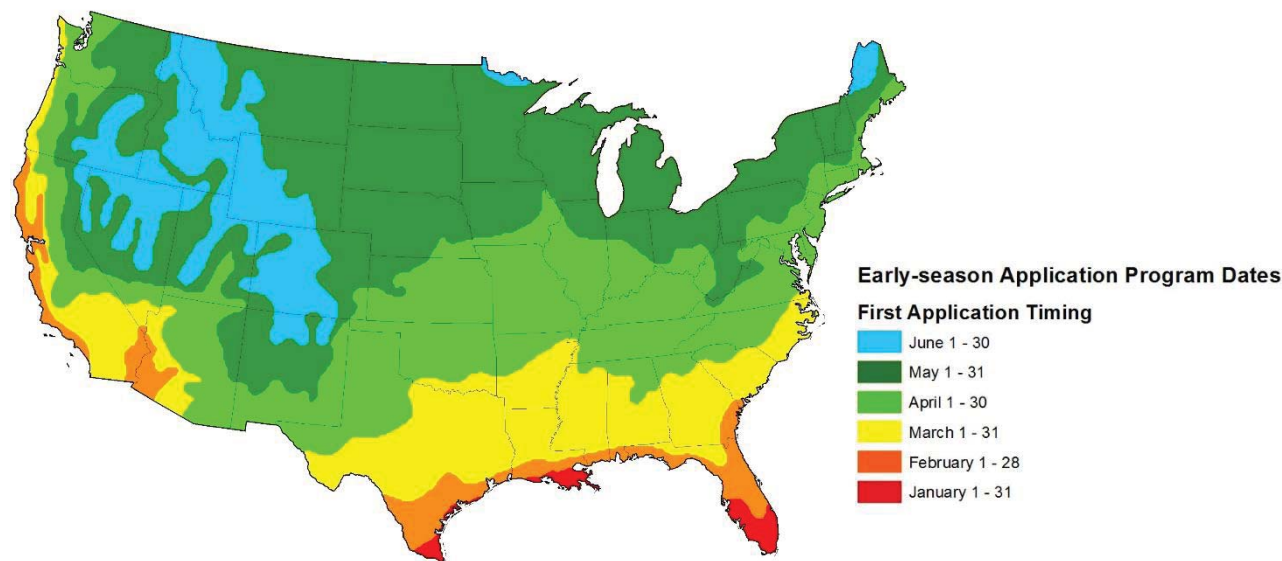 Early-season Application Program Dates
First Application Timing
June 1 - 30
May 1 - 31
April 1 - 30
March 1 - 31
February 1 - 28
January 1 - 31